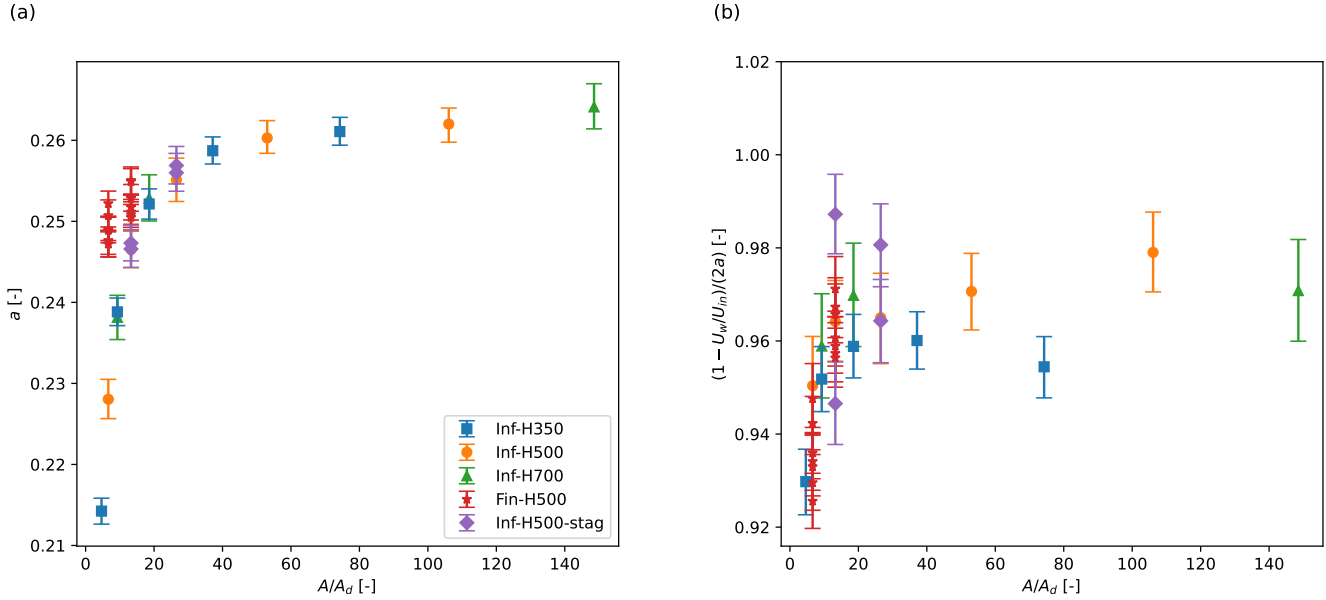 (a)
(b)
0.26
0.25
0.24
0.23
0.22
0.21
a [-]
0 20 40 60 80 100 120 140
A/A_d [-]
Inf-H350
Inf-H500
Inf-H700
Fin-H500
Inf-H500-stag
1.02
1.00
0.98
0.96
0.94
0.92
(1 − U_w/U_in)/(2a) [-]
0 20 40 60 80 100 120 140
A/A_d [-]